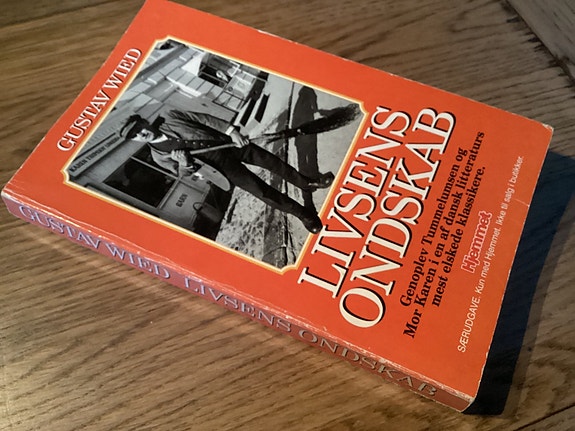 GUSTAV WIED
LIVSENS
ONDSKAB
Genoplev Tummelumsen og
Mor Karen i en af dansk litteraturs
mest elskede klassikere.
Hjemmet
SÆRUDGAVE. Kun med Hjemmet. Ikke til salg i butikker.
GUSTAV WIED LIVSENS ONDSKAB